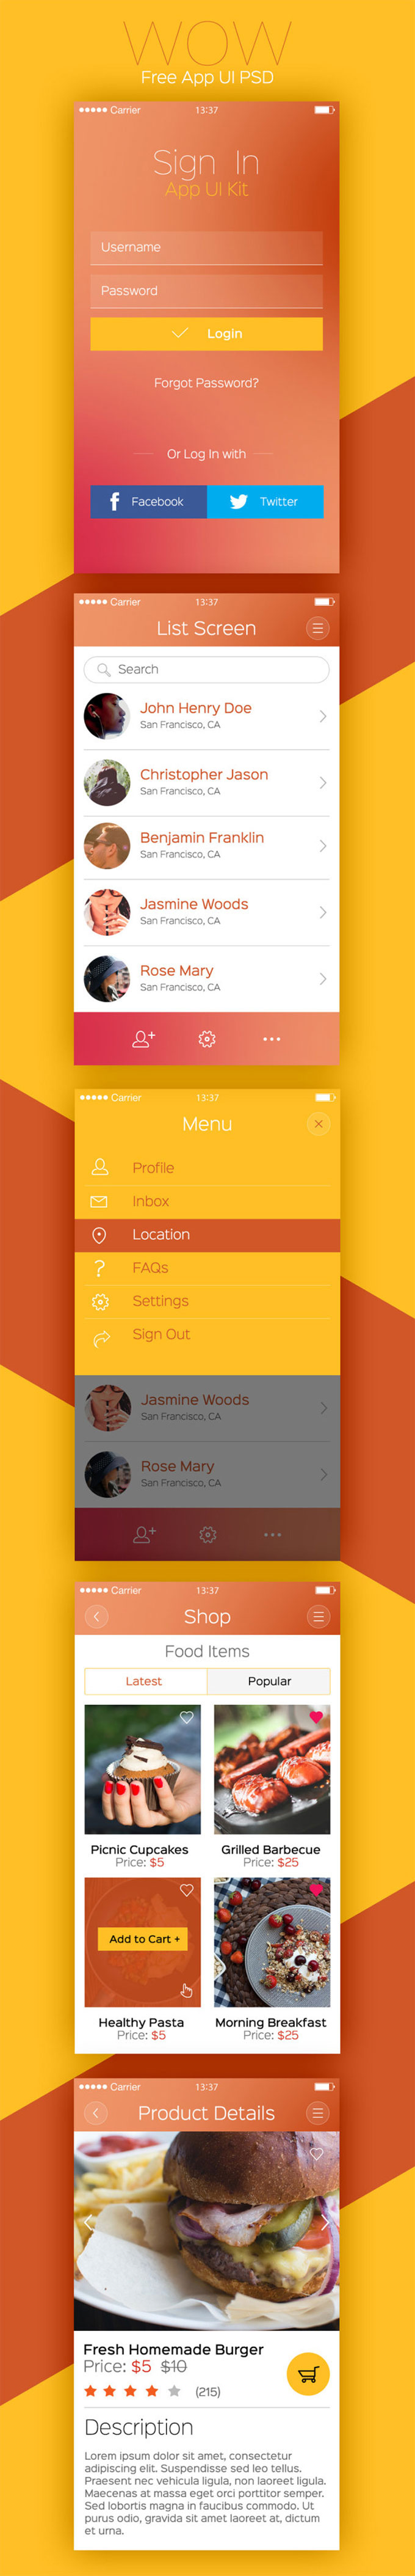 WOW
Free App UI PSD
Carrier 13:37
Sign In
App UI Kit
Username
Password
Login
Forgot Password?
Or Log In with
Facebook Twitter
Carrier 13:37
List Screen
Search
John Henry Doe
San Francisco, CA
Christopher Jason
San Francisco, CA
Benjamin Franklin
San Francisco, CA
Jasmine Woods
San Francisco, CA
Rose Mary
San Francisco, CA
Carrier 13:37
Menu
Profile
Inbox
Location
FAQs
Settings
Sign Out
Jasmine Woods
San Francisco, CA
Rose Mary
San Francisco, CA
Carrier 13:37
Shop
Food Items
Latest Popular
Picnic Cupcakes Grilled Barbecue
Price: $5 Price: $25
Add to Cart +
Healthy Pasta Morning Breakfast
Price: $5 Price: $25
Carrier 13:37
Product Details
Fresh Homemade Burger
Price: $5 $10
(215)
Description
Lorem ipsum dolor sit amet, consectetur
adipiscing elit. Suspendisse sed leo tellus.
Praesent nec vehicula ligula, non laoreet ligula.
Maecenas at massa eget orci porttitor semper.
Sed lobortis magna in faucibus commodo. Ut
purus odio, gravida sit amet laoreet at, dictum
et urna.